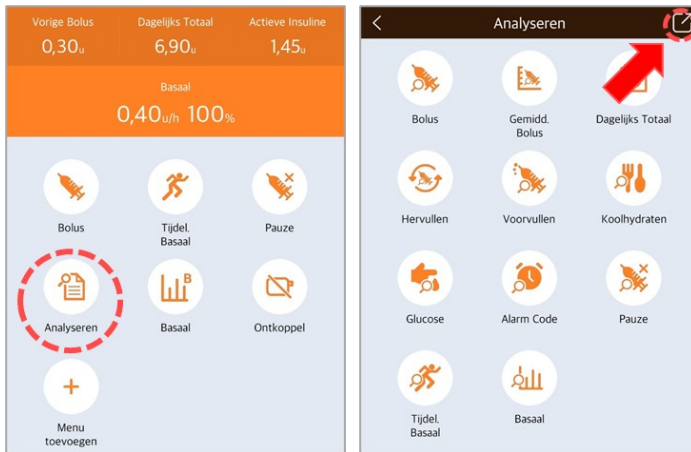 Vorige Bolus Dagelijks Totaal Actieve Insuline
0,30u 6,90u 1,45u
Basaal
0,40u/h 100%
Bolus Tijdel. Basaal Pauze
Analyseren B Basaal Ontkoppel
+
Menu
toevoegen
Analyseren
Bolus Gemidd. Bolus Dagelijks Totaal
Hervullen Voorvullen Koolhydraten
Glucose Alarm Code Pauze
Tijdel. Basaal Basaal